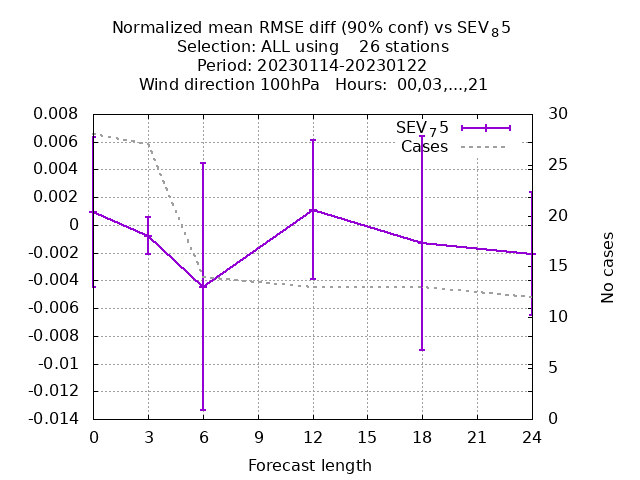 Normalized mean RMSE diff (90% conf) vs SEV₈5
Selection: ALL using 26 stations
Period: 20230114-20230122
Wind direction 100hPa Hours: 00,03,...,21
SEV₇5
Cases
0.008
0.006
0.004
0.002
0
-0.002
-0.004
-0.006
-0.008
-0.01
-0.012
-0.014
30
25
20
15
10
5
0
No cases
0 3 6 9 12 15 18 21 24
Forecast length